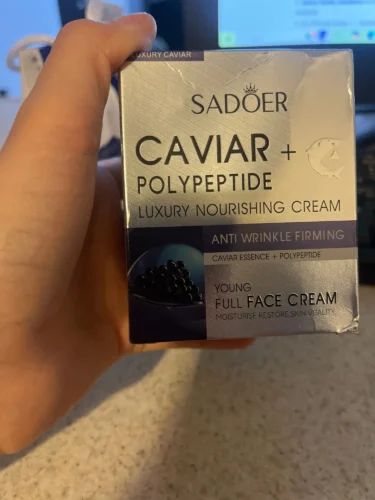 LUXURY CAVIAR
SADOER
CAVIAR +
POLYPEPTIDE
LUXURY NOURISHING CREAM
ANTI WRINKLE FIRMING
CAVIAR ESSENCE + POLYPEPTIDE
YOUNG
FULL FACE CREAM
MOISTURISE RESTORE SKIN VITALITY